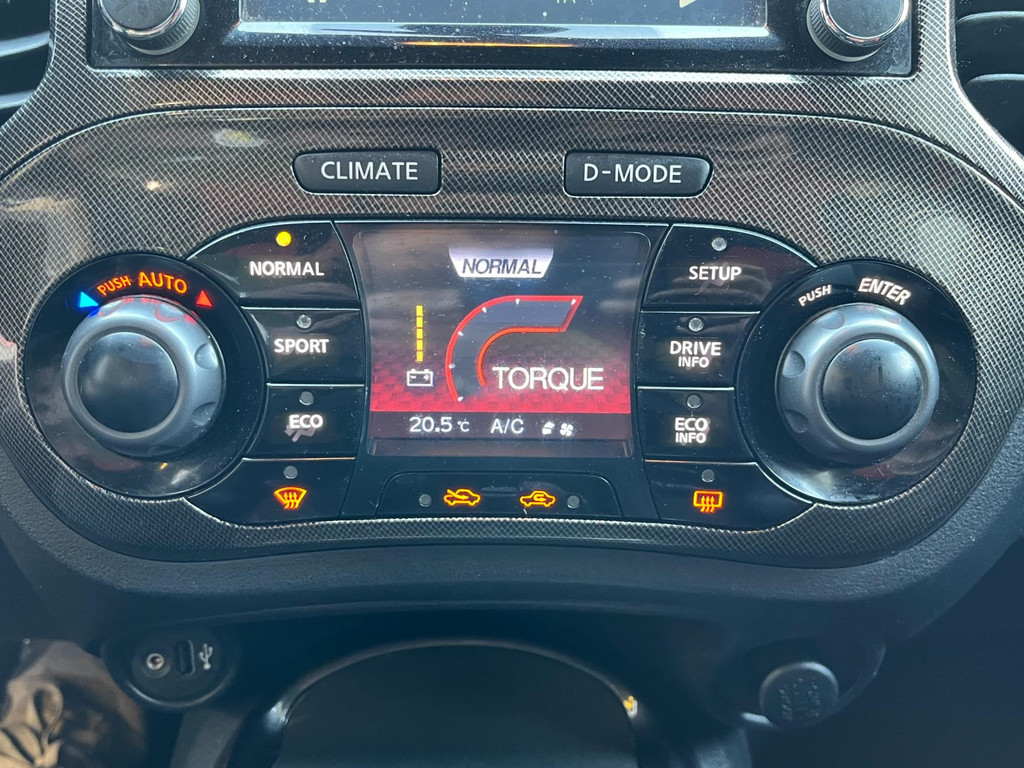 CLIMATE
D-MODE
PUSH AUTO
NORMAL
SPORT
ECO
NORMAL
TORQUE
20.5 °C A/C
SETUP
DRIVE
INFO
ECO
INFO
PUSH ENTER